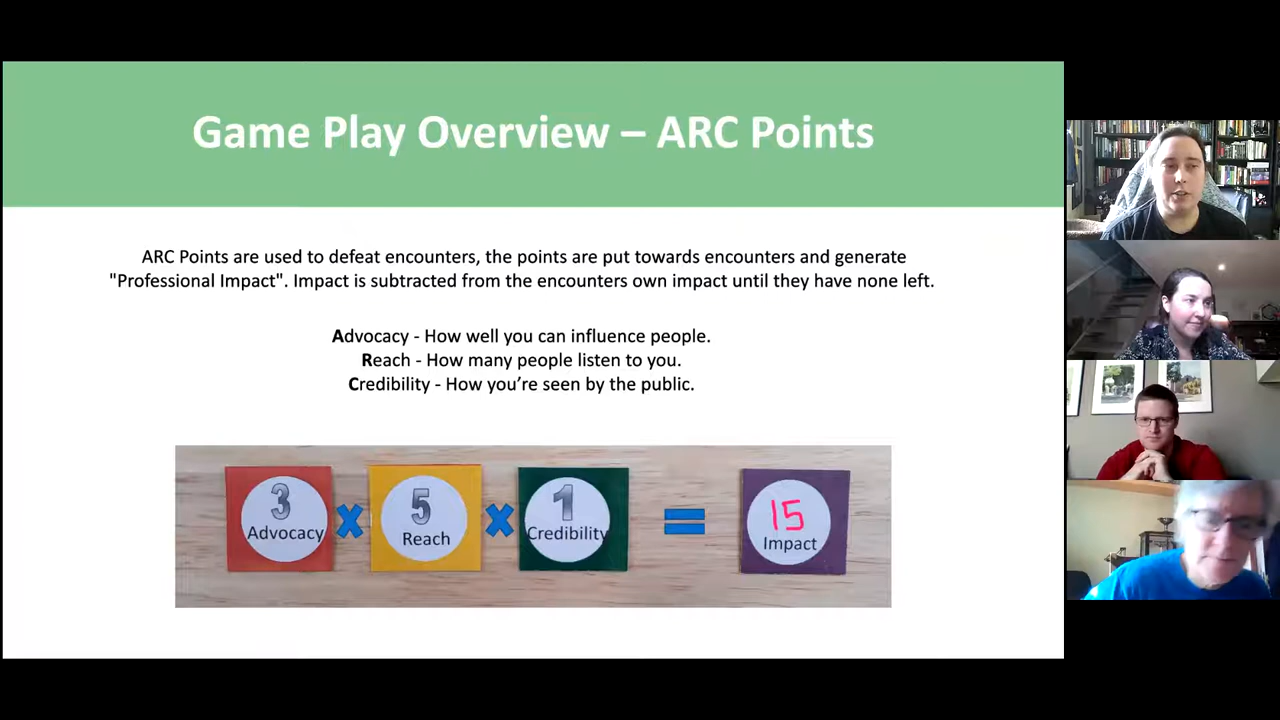 Game Play Overview – ARC Points
ARC Points are used to defeat encounters, the points are put towards encounters and generate
"Professional Impact". Impact is subtracted from the encounters own impact until they have none left.
Advocacy - How well you can influence people.
Reach - How many people listen to you.
Credibility - How you’re seen by the public.
3 x 5 x 1 = 15
Advocacy Reach Credibility Impact